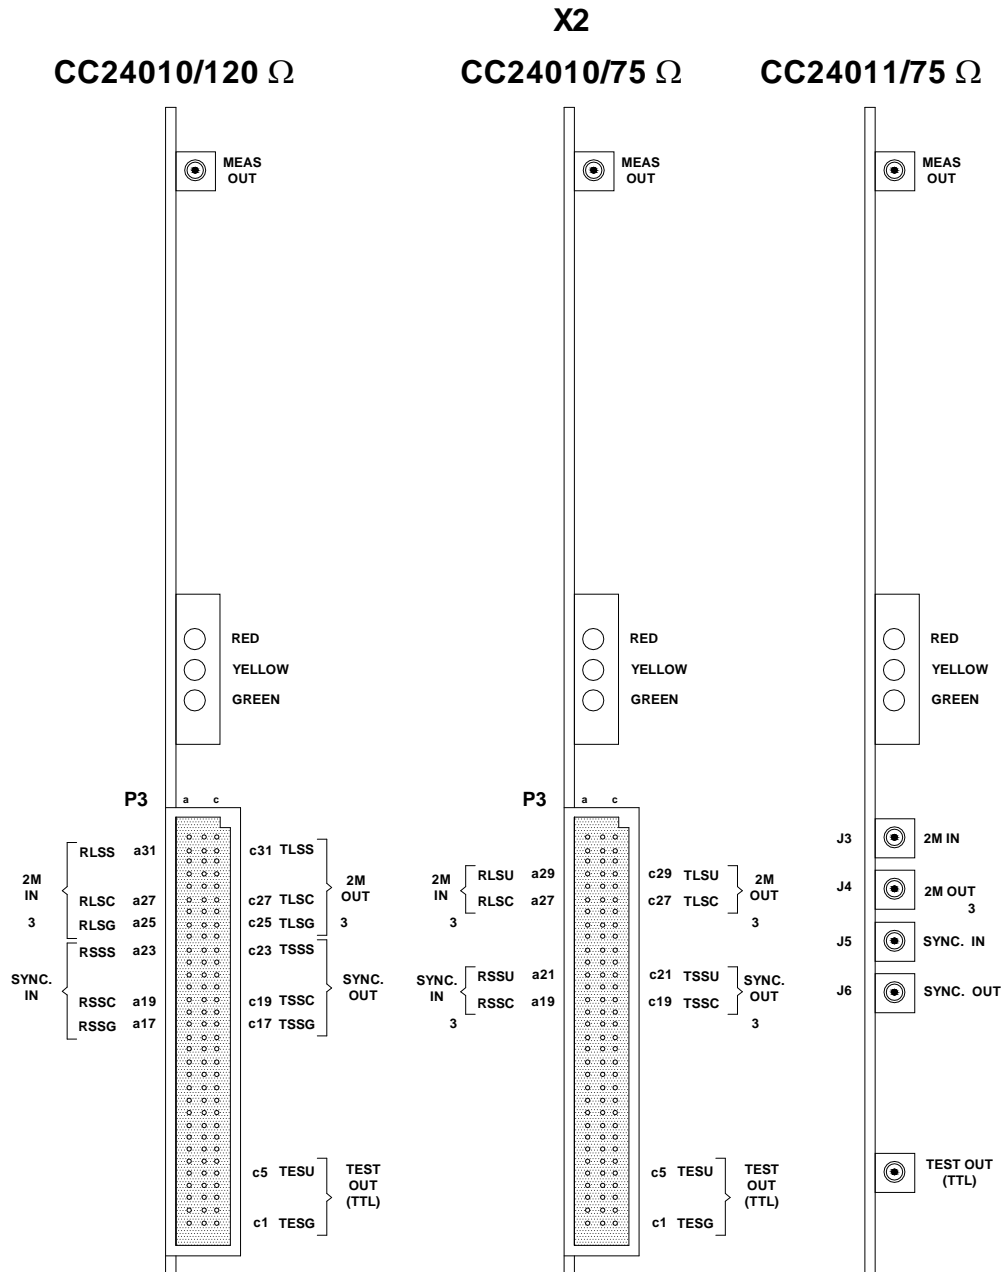 X2
CC24010/120 Ω
CC24010/75 Ω
CC24011/75 Ω
MEAS
OUT
MEAS
OUT
MEAS
OUT
RED
YELLOW
GREEN
RED
YELLOW
GREEN
RED
YELLOW
GREEN
P3
a c
2M
IN
3
RLSS a31
RLSC a27
RLSG a25
SYNC.
IN
RSSS a23
RSSC a19
RSSG a17
c31 TLSS
c27 TLSC
c25 TLSG
2M
OUT
3
c23 TSSS
c19 TSSC
c17 TSSG
SYNC.
OUT
c5 TESU
c1 TESG
TEST
OUT
(TTL)
P3
a c
2M
IN
3
RLSU a29
RLSC a27
SYNC.
IN
3
RSSU a21
RSSC a19
c29 TLSU
c27 TLSC
2M
OUT
3
c21 TSSU
c19 TSSC
SYNC.
OUT
3
c5 TESU
c1 TESG
TEST
OUT
(TTL)
J3 2M IN
J4 2M OUT
3
J5 SYNC. IN
J6 SYNC. OUT
TEST OUT
(TTL)